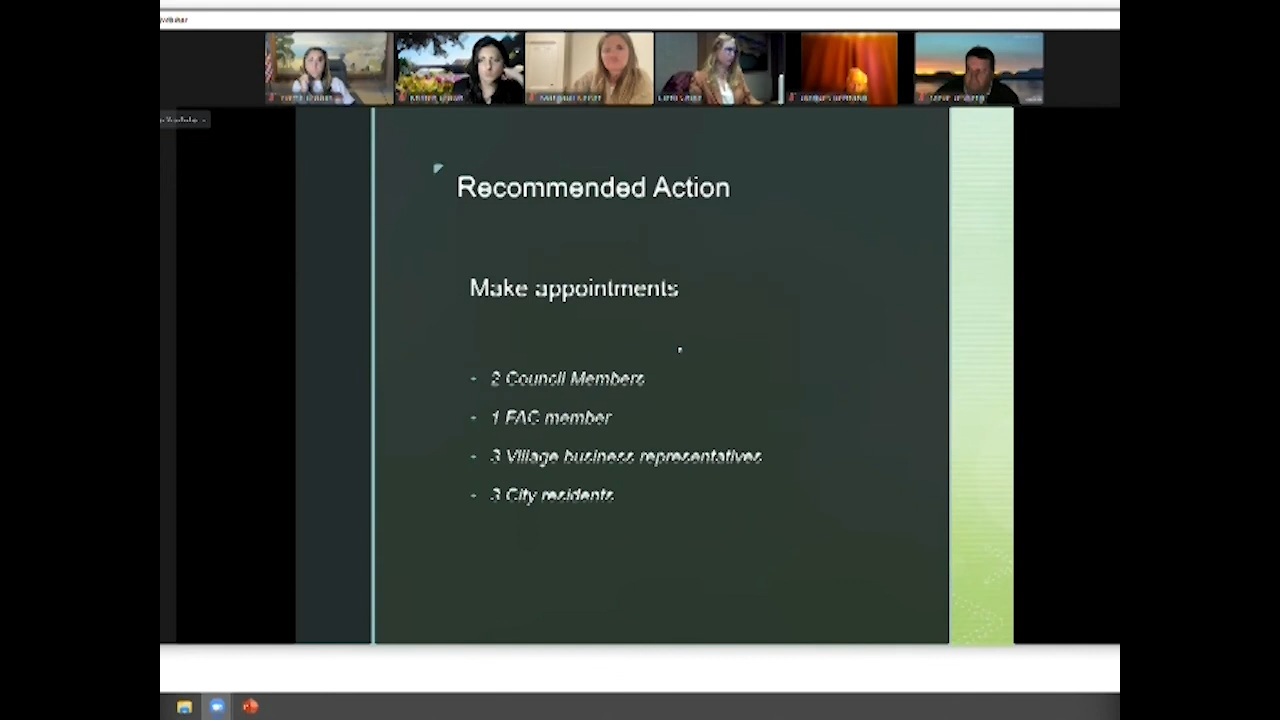 Recommended Action
Make appointments
- 2 Council Members
- 1 FAC member
- 3 Village business representatives
- 3 City residents